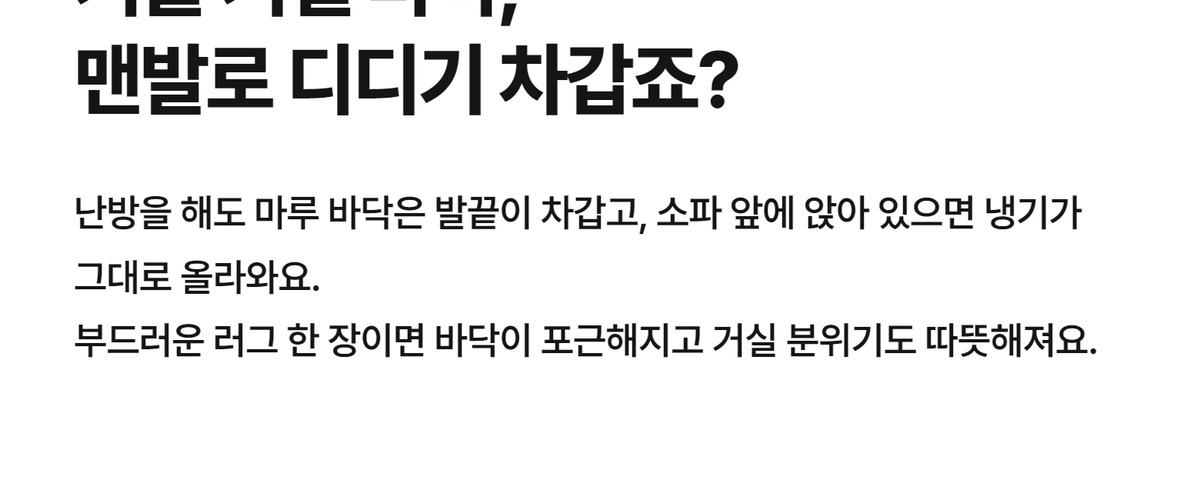 맨발로 디디기 차갑죠?
난방을 해도 마루 바닥은 발끝이 차갑고, 소파 앞에 앉아 있으면 냉기가
그대로 올라와요.
부드러운 러그 한 장이면 바닥이 포근해지고 거실 분위기도 따뜻해져요.